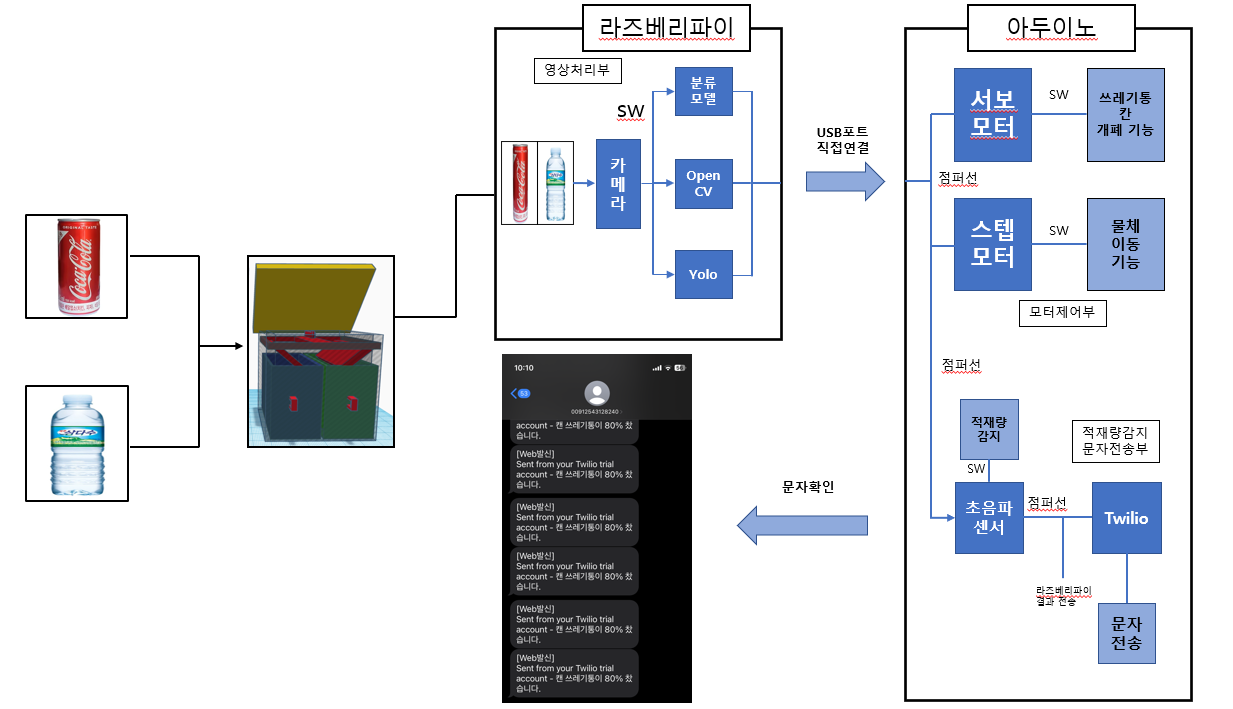 라즈베리파이
영상처리부
SW
카
메
라
분류
모델
Open
CV
Yolo
USB포트
직접연결
아두이노
서보
모터
SW
쓰레기통
칸
개폐 기능
점퍼선
스텝
모터
SW
물체
이동
기능
모터제어부
점퍼선
적재량
감지
SW
초음파
센서
점퍼선
적재량감지
문자전송부
Twilio
라즈베리파이
결과 전송
문자
전송
문자확인
ORIGINAL TASTE
Coca-Cola
Coca-Cola
삼다수
10:10
53
00912543128240
account - 캔 쓰레기통이 80% 찼
습니다.
[Web발신]
Sent from your Twilio trial
account - 캔 쓰레기통이 80% 찼
습니다.
[Web발신]
Sent from your Twilio trial
account - 캔 쓰레기통이 80% 찼
습니다.
[Web발신]
Sent from your Twilio trial
account - 캔 쓰레기통이 80% 찼
습니다.
[Web발신]
Sent from your Twilio trial
account - 캔 쓰레기통이 80% 찼
습니다.
[Web발신]
Sent from your Twilio trial
account - 캔 쓰레기통이 80% 찼
습니다.